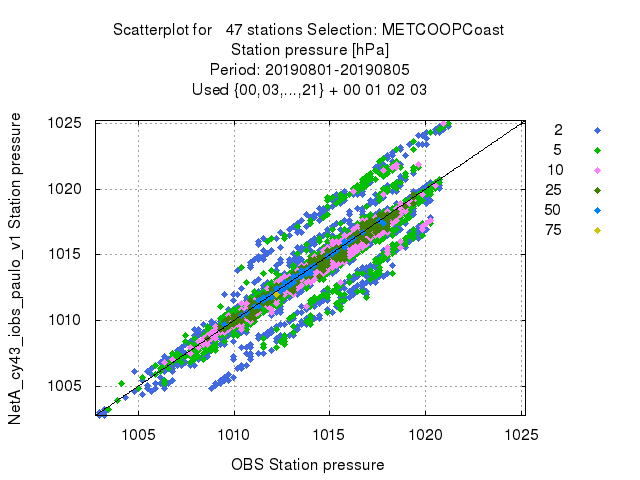 Scatterplot for   47 stations Selection: METCOOPCoast
Station pressure [hPa]
Period: 20190801-20190805
Used {00,03,...,21} + 00 01 02 03
NetA_cy43_iobs_paulo_v1 Station pressure
1025
1020
1015
1010
1005
1005 1010 1015 1020 1025
OBS Station pressure
2
5
10
25
50
75